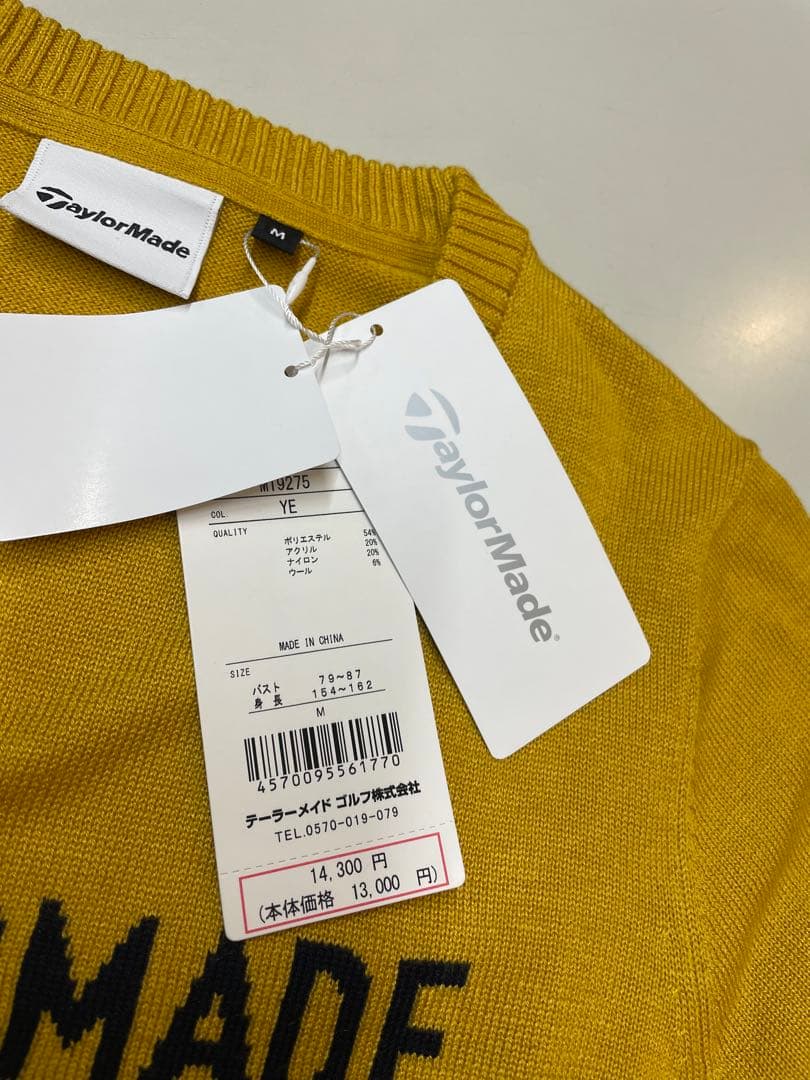 TaylorMade
M
TaylorMade
M19275
COL. YE
QUALITY
ポリエステル 54%
アクリル 20%
ナイロン 20%
ウール 6%
MADE IN CHINA
SIZE
バスト 79~87
身長 154~162
M
4570095561770
テーラーメイド ゴルフ株式会社
TEL.0570-019-079
14,300 円
(本体価格 13,000 円)
MADE